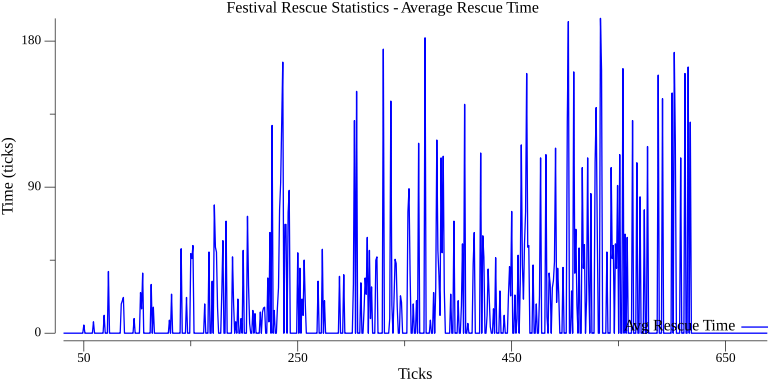 Festival Rescue Statistics - Average Rescue Time
Time (ticks)
180
90
0
Avg Rescue Time
50
250
450
650
Ticks